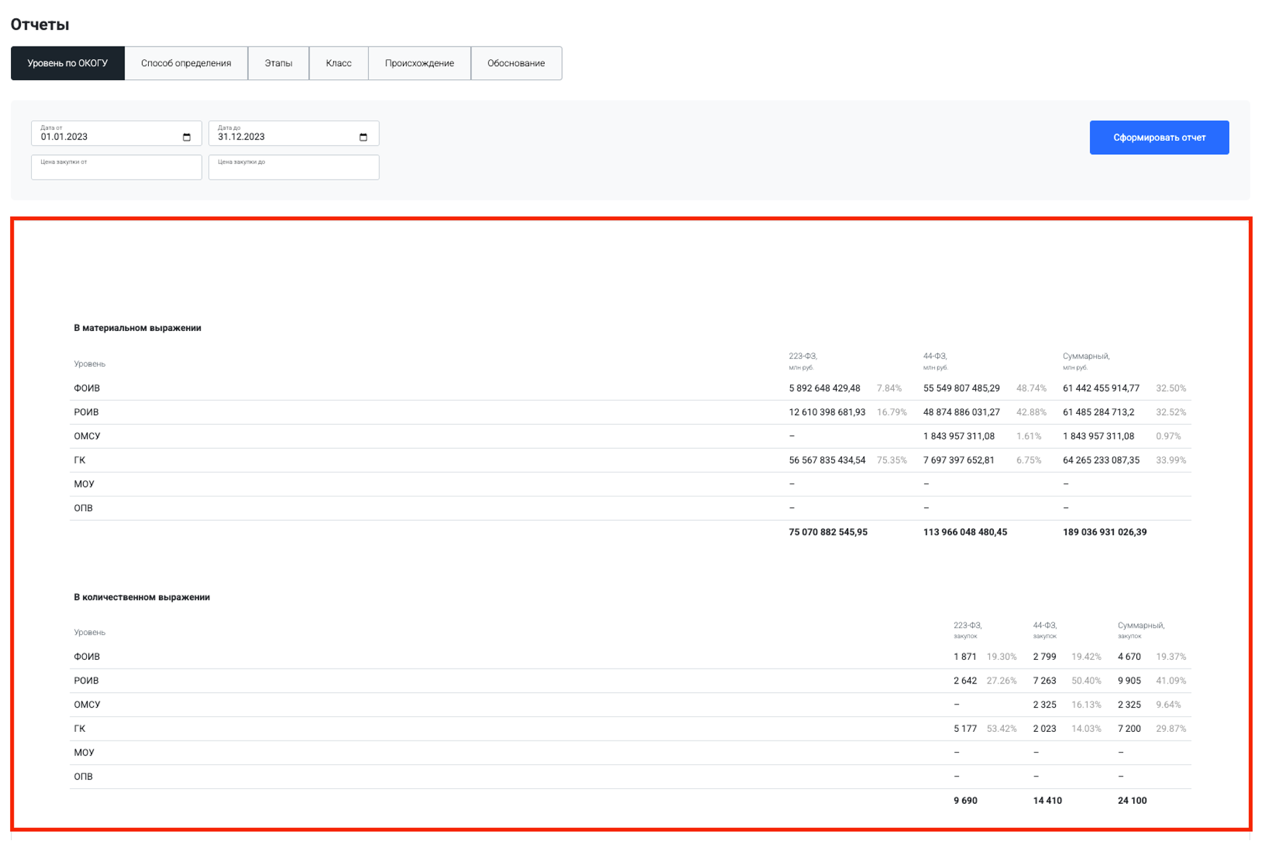 Отчеты
Уровень по ОКОГУ Способ определения Этапы Класс Происхождение Обоснование
Дата от Дата до
01.01.2023 31.12.2023 Сформировать отчет
Цена закупки от Цена закупки до
В материальном выражении
223-ФЗ, 44-ФЗ, Суммарный,
Уровень млн руб. млн руб. млн руб.
ФОИВ 5 892 648 429,48 7.84% 55 549 807 485,29 48.74% 61 442 455 914,77 32.50%
РОИВ 12 610 398 681,93 16.79% 48 874 886 031,27 42.88% 61 485 284 713,2 32.52%
ОМСУ – 1 843 957 311,08 1.61% 1 843 957 311,08 0.97%
ГК 56 567 835 434,54 75.35% 7 697 397 652,81 6.75% 64 265 233 087,35 33.99%
МОУ – – –
ОПВ – – –
75 070 882 545,95 113 966 048 480,45 189 036 931 026,39
В количественном выражении
223-ФЗ, 44-ФЗ, Суммарный,
Уровень закупок закупок закупок
ФОИВ 1 871 19.30% 2 799 19.42% 4 670 19.37%
РОИВ 2 642 27.26% 7 263 50.40% 9 905 41.09%
ОМСУ – 2 325 16.13% 2 325 9.64%
ГК 5 177 53.42% 2 023 14.03% 7 200 29.87%
МОУ – – –
ОПВ – – –
9 690 14 410 24 100